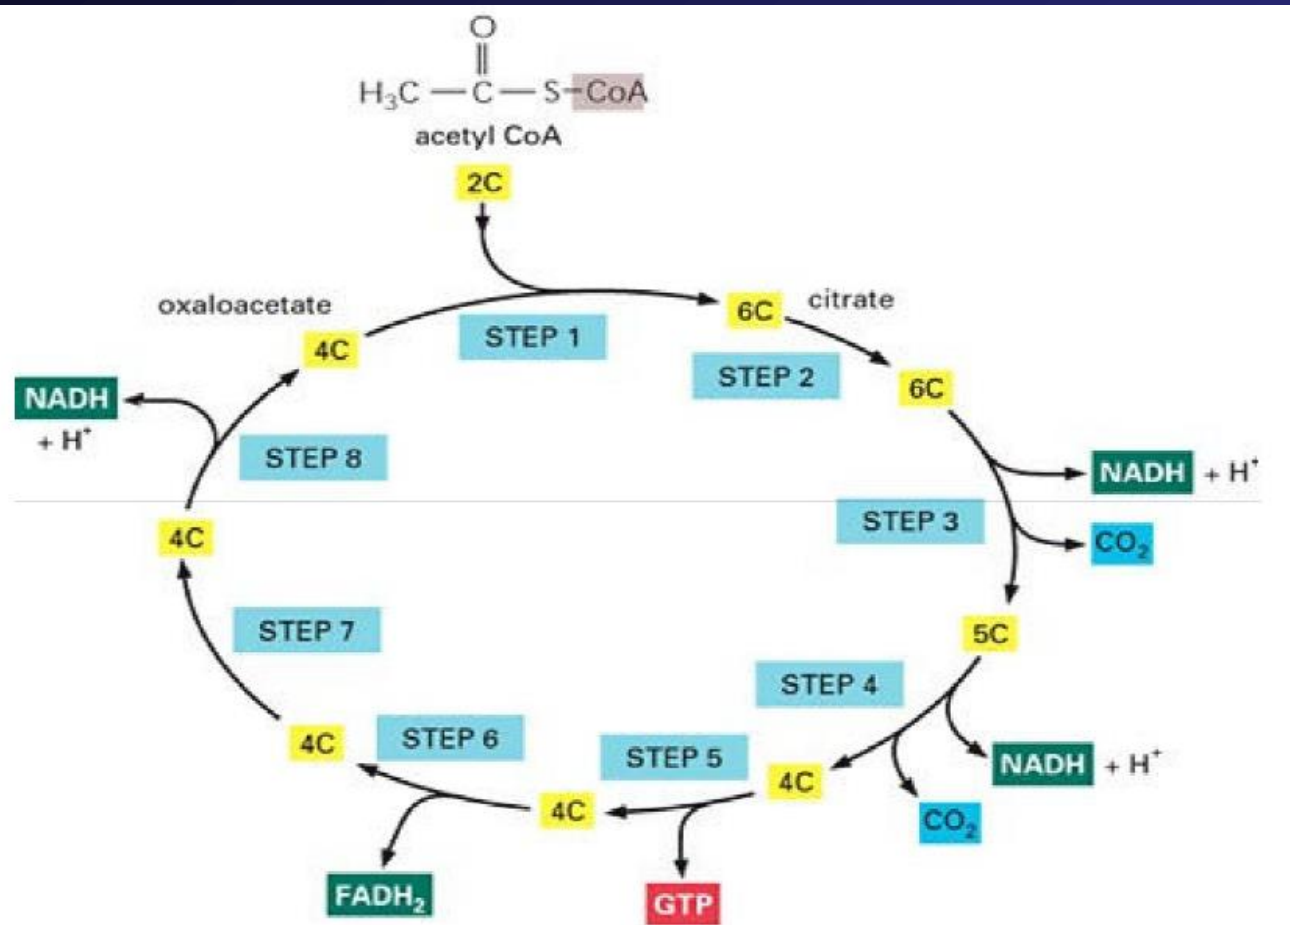 O
H₃C — C — S – CoA
acetyl CoA
2C
oxaloacetate
4C
STEP 1
6C
citrate
STEP 2
6C
NADH
+ H⁺
STEP 8
NADH + H⁺
STEP 3
CO₂
4C
STEP 7
5C
STEP 4
4C
STEP 6
STEP 5
4C
NADH + H⁺
4C
CO₂
FADH₂
GTP